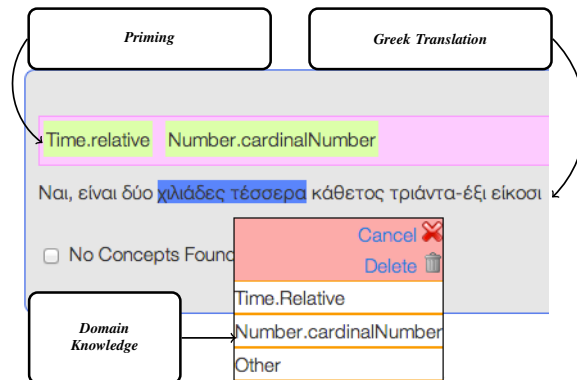 Priming
Greek Translation
Time.relative Number.cardinalNumber
Ναι, είναι δύο χιλιάδες τέσσερα κάθετος τριάντα-έξι είκοσι
No Concepts Found
Cancel
Delete
Time.Relative
Number.cardinalNumber
Other
Domain
Knowledge